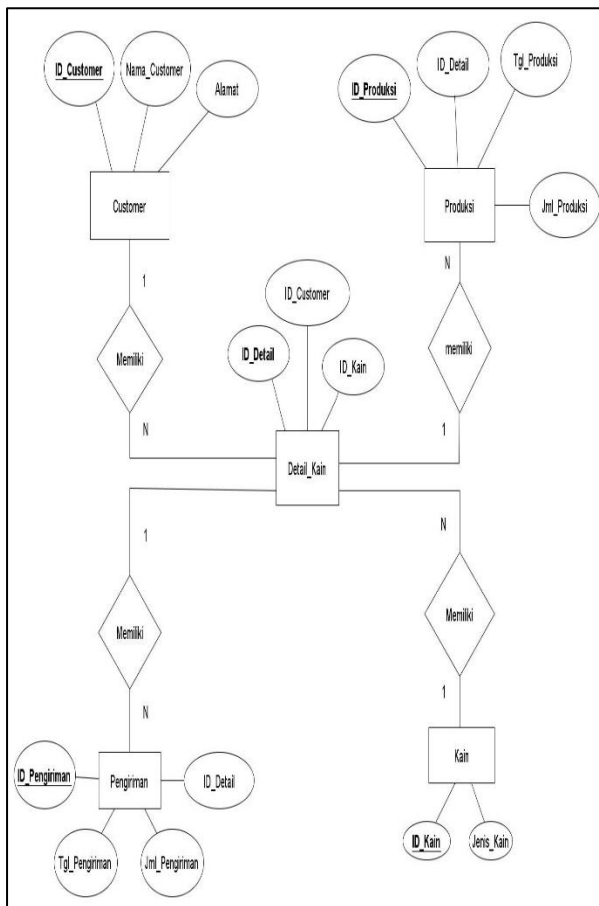 ID_Customer
Nama_Customer
Alamat
Customer
ID_Produksi
ID_Detail
Tgl_Produksi
Jml_Produksi
Produksi
1
Memiliki
N
N
memiliki
1
ID_Customer
ID_Detail
ID_Kain
Detail_Kain
1
Memiliki
N
N
Memiliki
1
ID_Pengiriman
Pengiriman
ID_Detail
Tgl_Pengiriman
Jml_Pengiriman
Kain
ID_Kain
Jenis_Kain